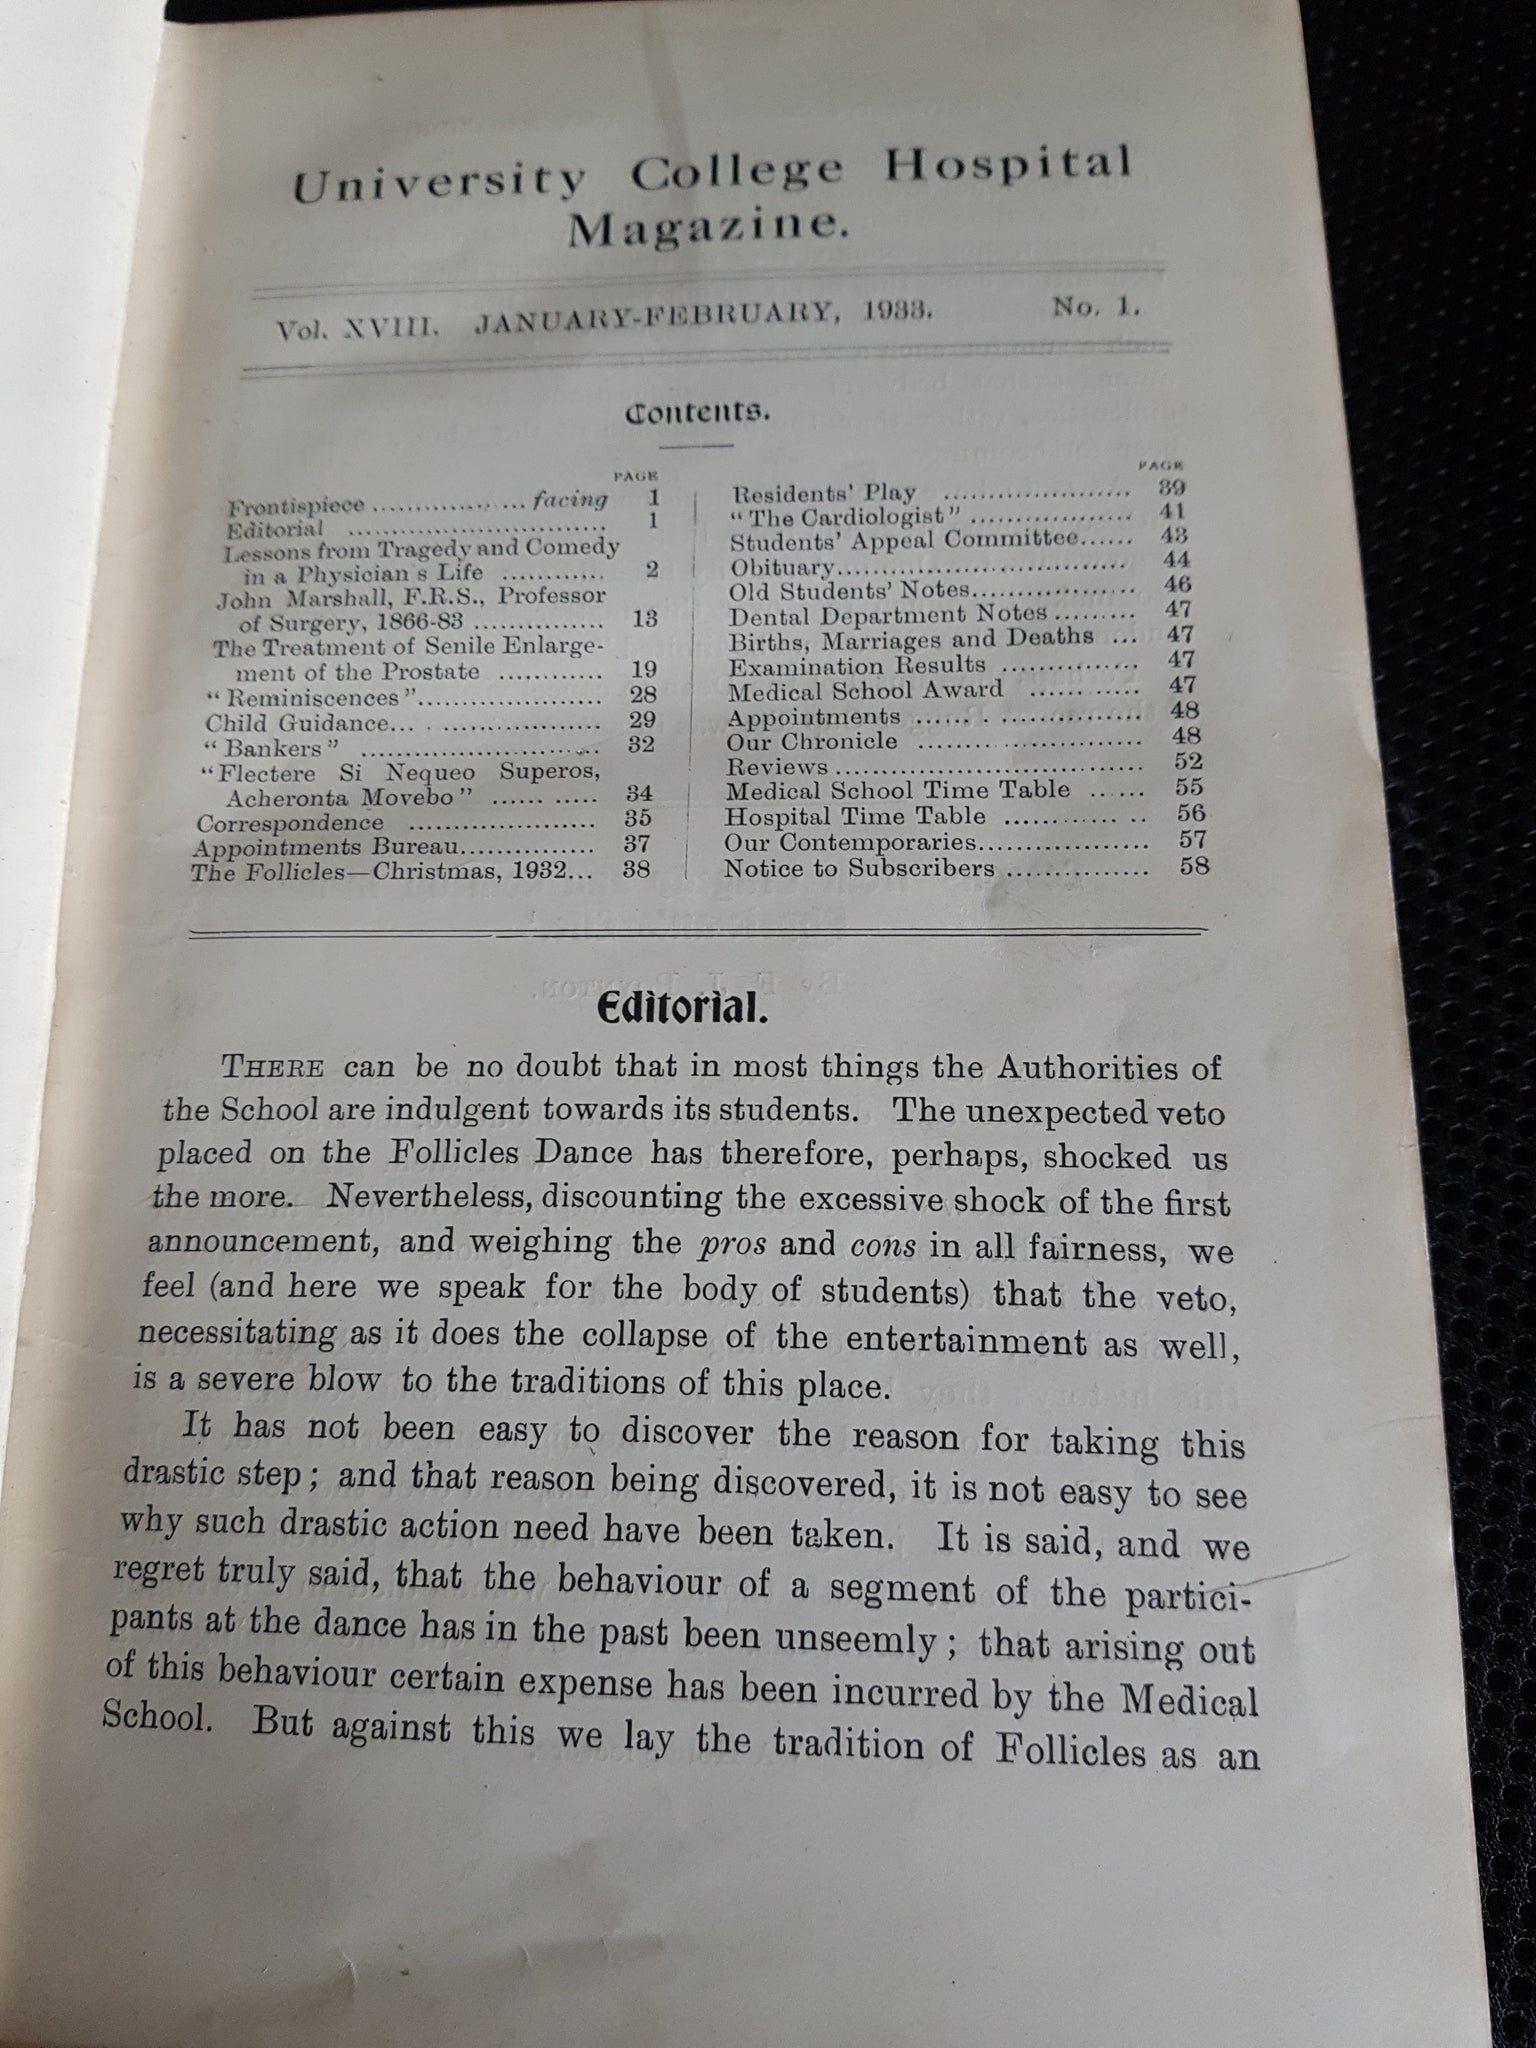 University College Hospital
Magazine.
Vol. XVIII. JANUARY-FEBRUARY, 1933. No. 1.
Contents.
PAGE
Frontispiece .................. facing 1
Editorial ............................. 1
Lessons from Tragedy and Comedy
in a Physician's Life ............ 2
John Marshall, F.R.S., Professor
of Surgery, 1866-83 ............... 13
The Treatment of Senile Enlarge-
ment of the Prostate ............ 19
"Reminiscences"..................... 28
Child Guidance... . .................. 29
"Bankers" ........................... 32
"Flectere Si Nequeo Superos,
Acheronta Movebo" ...... ..... 34
Correspondence ..................... 35
Appointments Bureau............... 37
The Follicles—Christmas, 1932... 38
PAGE
Residents' Play ..................... 39
"The Cardiologist" .................. 41
Students' Appeal Committee...... 43
Obituary................................. 44
Old Students' Notes................... 46
Dental Department Notes ......... 47
Births, Marriages and Deaths ... 47
Examination Results ............... 47
Medical School Award ............ 47
Appointments ........................ 48
Our Chronicle ........................ 48
Reviews ................................. 52
Medical School Time Table ...... 55
Hospital Time Table ............ .. 56
Our Contemporaries................... 57
Notice to Subscribers ............... 58
Editorial.
THERE can be no doubt that in most things the Authorities of
the School are indulgent towards its students. The unexpected veto
placed on the Follicles Dance has therefore, perhaps, shocked us
the more. Nevertheless, discounting the excessive shock of the first
announcement, and weighing the pros and cons in all fairness, we
feel (and here we speak for the body of students) that the veto,
necessitating as it does the collapse of the entertainment as well,
is a severe blow to the traditions of this place.
It has not been easy to discover the reason for taking this
drastic step; and that reason being discovered, it is not easy to see
why such drastic action need have been taken. It is said, and we
regret truly said, that the behaviour of a segment of the partici-
pants at the dance has in the past been unseemly; that arising out
of this behaviour certain expense has been incurred by the Medical
School. But against this we lay the tradition of Follicles as an